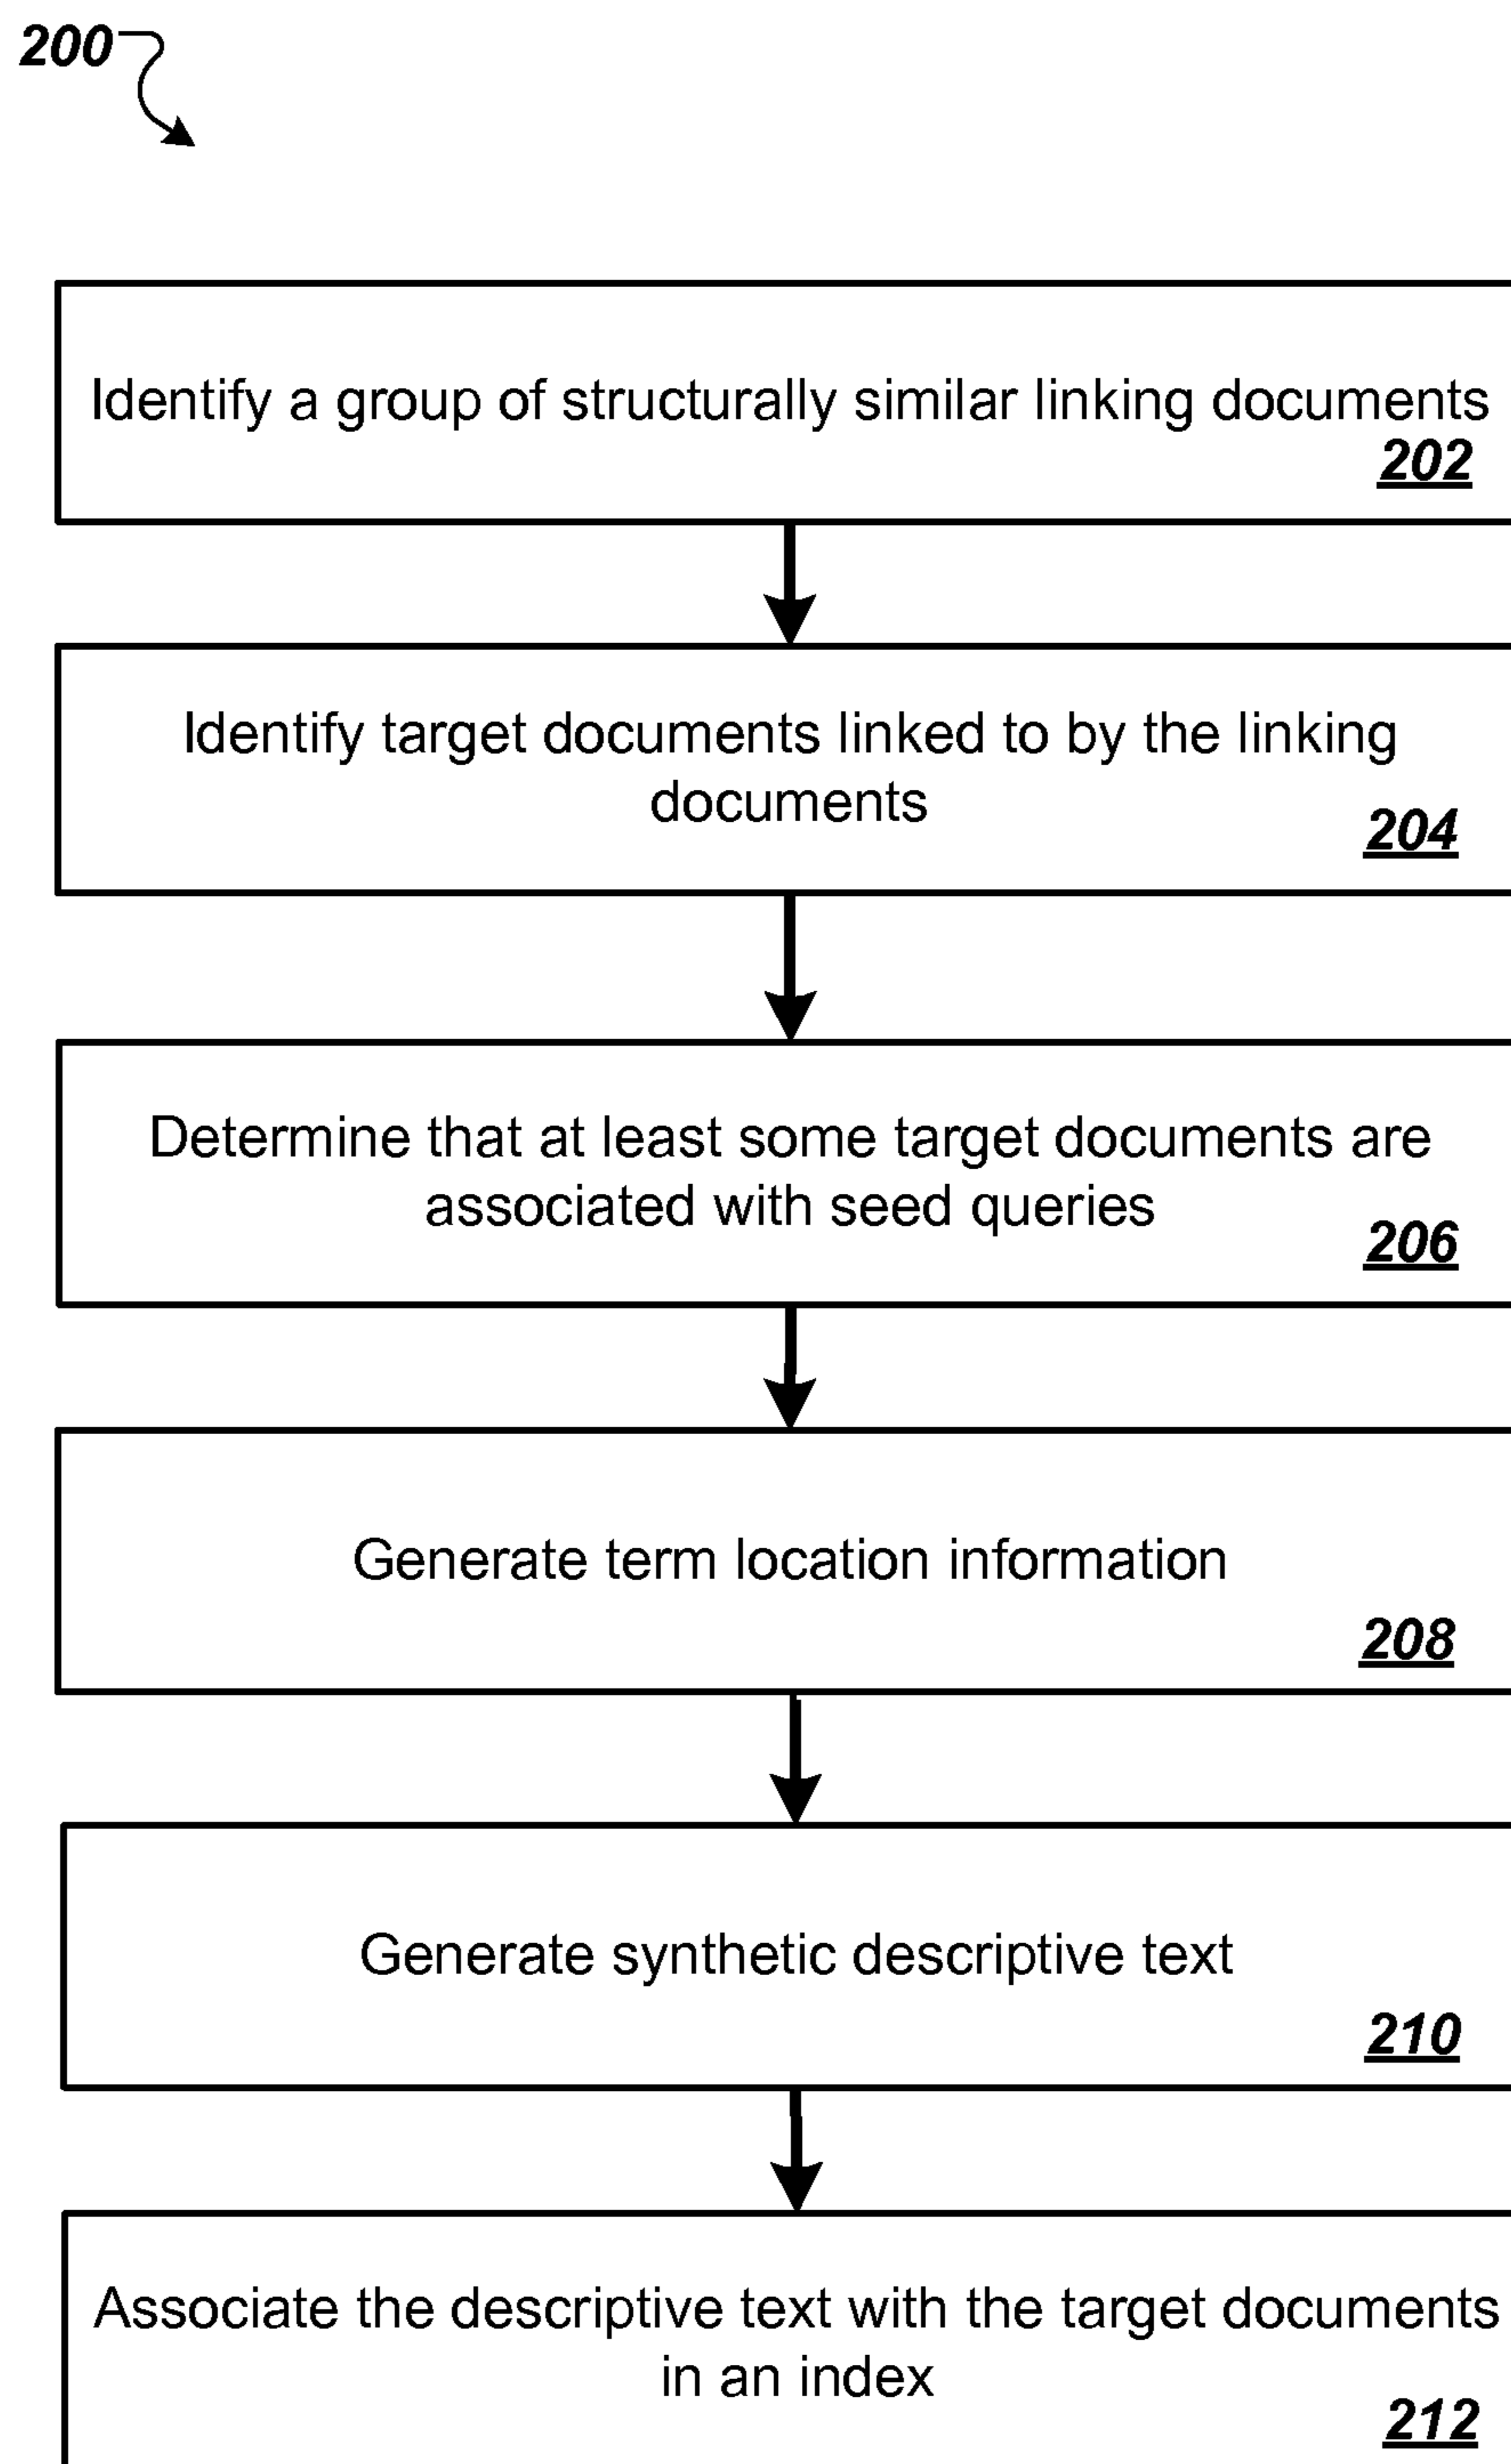 200
Identify a group of structurally similar linking documents
202
Identify target documents linked to by the linking
documents
204
Determine that at least some target documents are
associated with seed queries
206
Generate term location information
208
Generate synthetic descriptive text
210
Associate the descriptive text with the target documents
in an index
212